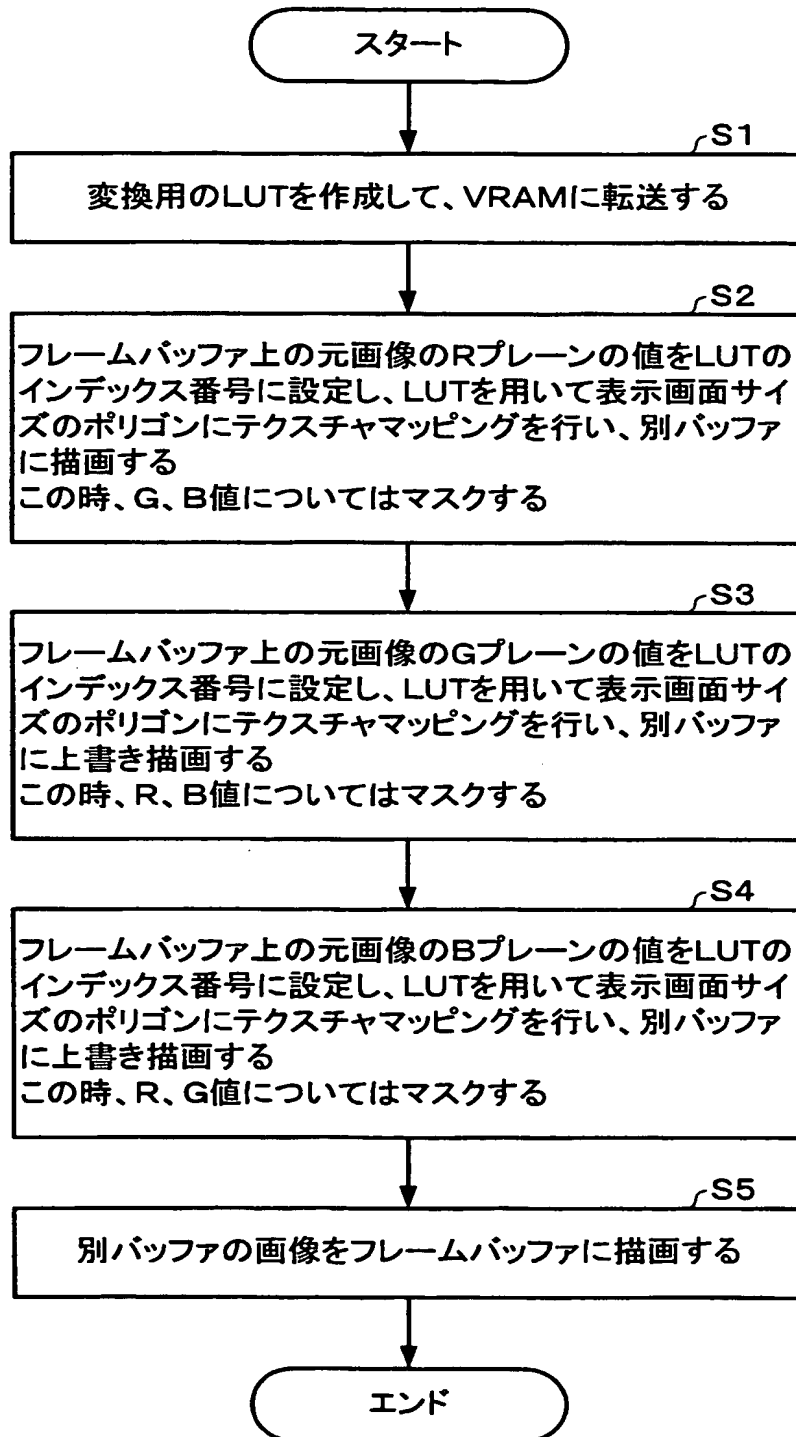 スタート
S1
変換用のLUTを作成して、VRAMに転送する
S2
フレームバッファ上の元画像のRプレーンの値をLUTの
インデックス番号に設定し、LUTを用いて表示画面サイ
ズのポリゴンにテクスチャマッピングを行い、別バッファ
に描画する
この時、G、B値についてはマスクする
S3
フレームバッファ上の元画像のGプレーンの値をLUTの
インデックス番号に設定し、LUTを用いて表示画面サイ
ズのポリゴンにテクスチャマッピングを行い、別バッファ
に上書き描画する
この時、R、B値についてはマスクする
S4
フレームバッファ上の元画像のBプレーンの値をLUTの
インデックス番号に設定し、LUTを用いて表示画面サイ
ズのポリゴンにテクスチャマッピングを行い、別バッファ
に上書き描画する
この時、R、G値についてはマスクする
S5
別バッファの画像をフレームバッファに描画する
エンド